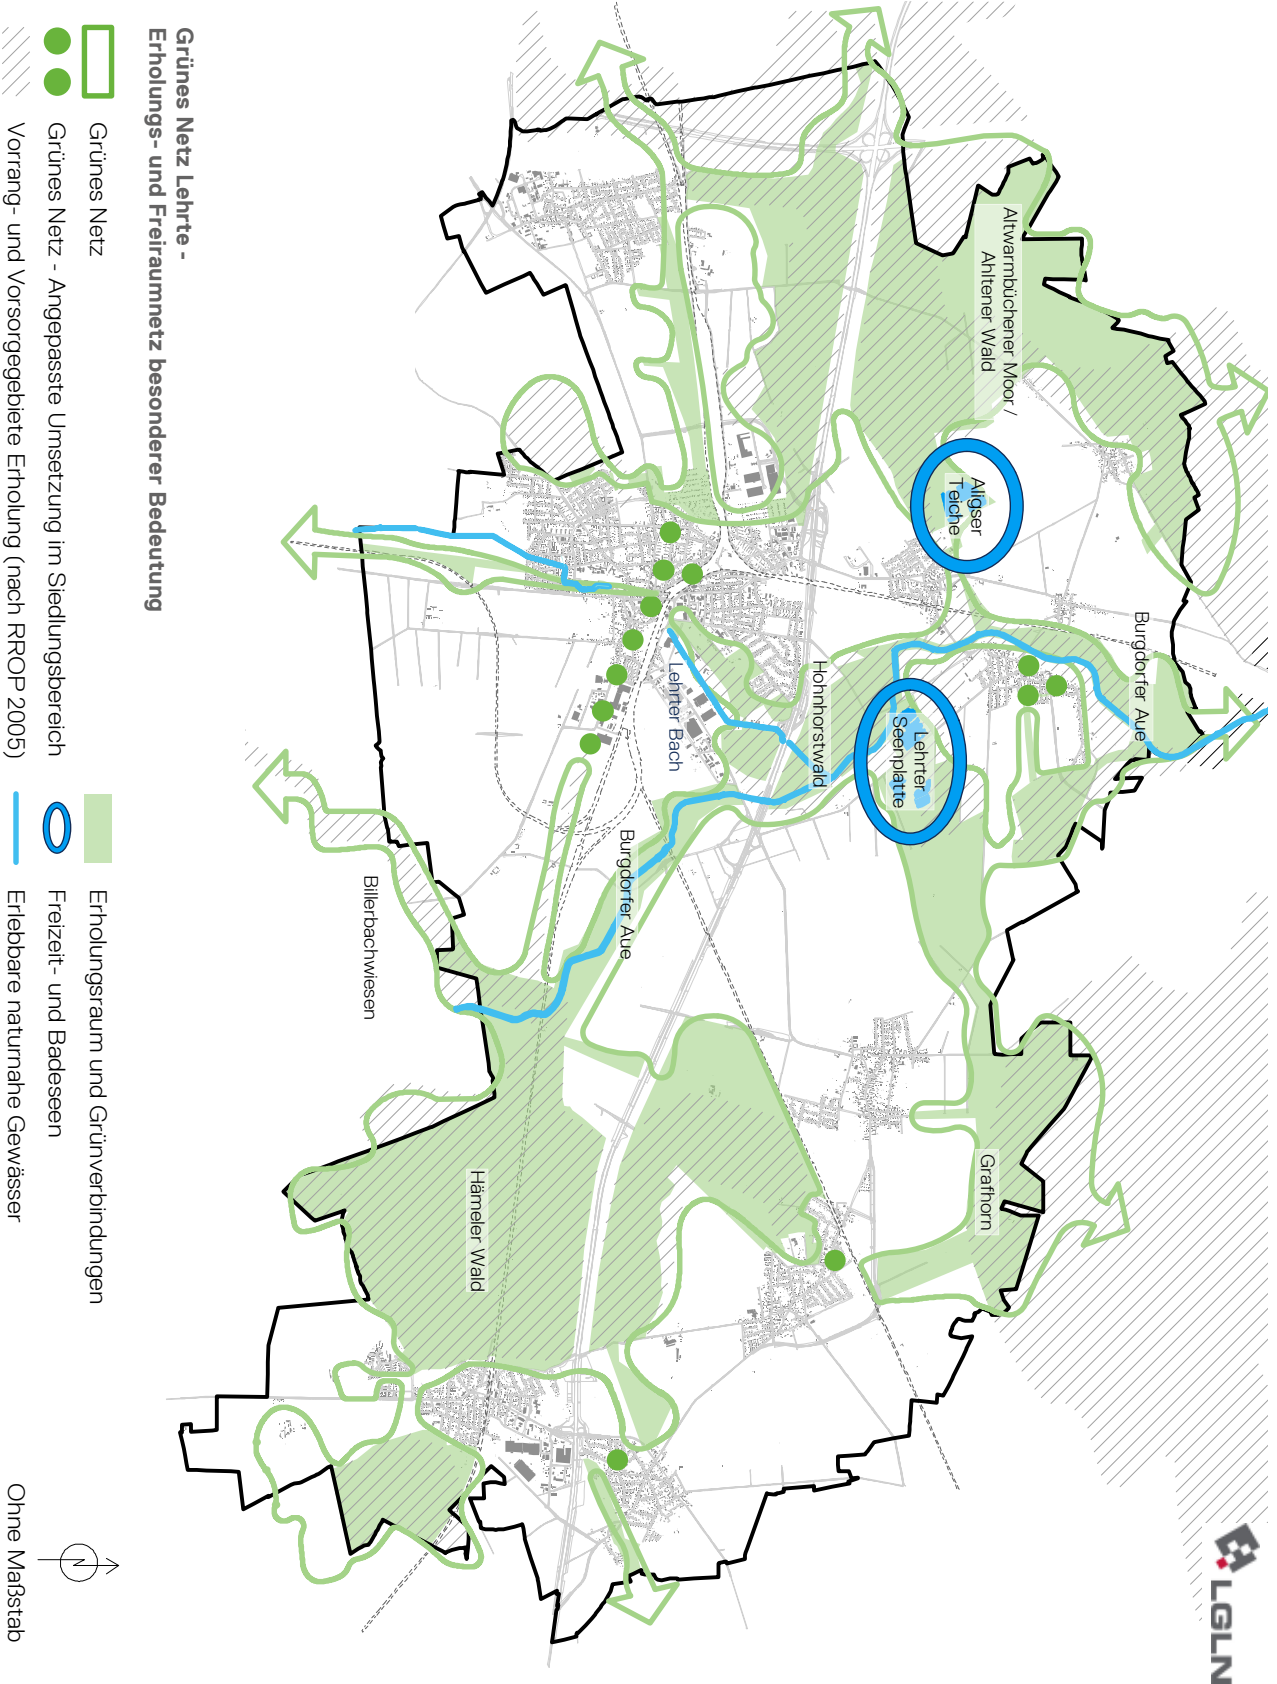 LGLN
Altwarmbüchener Moor /
Ahltener Wald
Aligser
Teiche
Burgdorfer Aue
Lehrter
Seenplatte
Hohnhorstwald
Lehrter Bach
Burgdorfer Aue
Billerbachwiesen
Grafhorn
Hämeler Wald
Grünes Netz Lehrte -
Erholungs- und Freiraumnetz besonderer Bedeutung
Grünes Netz
Grünes Netz - Angepasste Umsetzung im Siedlungsbereich
Vorrang- und Vorsorgegebiete Erholung (nach RROP 2005)
Erholungsraum und Grünverbindungen
Freizeit- und Badeseen
Erlebbare naturnahe Gewässer
N
Ohne Maßstab